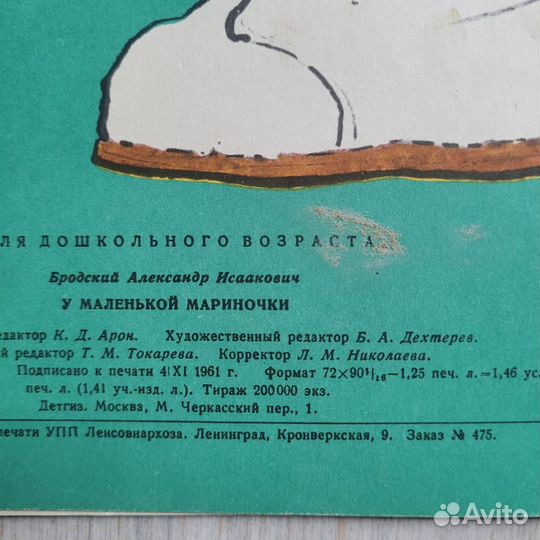 ЛЯ ДОШКОЛЬНОГО ВОЗРАСТА
Бродский Александр Исаакович
У МАЛЕНЬКОЙ МАРИНОЧКИ
едактор К. Д. Арон. Художественный редактор Б. А. Дехтерев.
й редактор Т. М. Токарева. Корректор Л. М. Николаева.
Подписано к печати 4/XI 1961 г. Формат 72×90¹/₁₆—1,25 печ. л.=1,46 ус.
печ. л. (1,41 уч.-изд. л.). Тираж 200 000 экз.
Детгиз. Москва, М. Черкасский пер., 1.
печати УПП Ленсовнархоза. Ленинград, Кронверкская, 9. Заказ № 475.
Avito